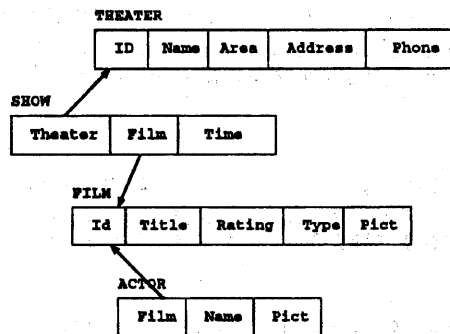 THEATER
ID Name Area Address Phone
SHOW
Theater Film Time
FILM
Id Title Rating Type Pict
ACTOR
Film Name Pict